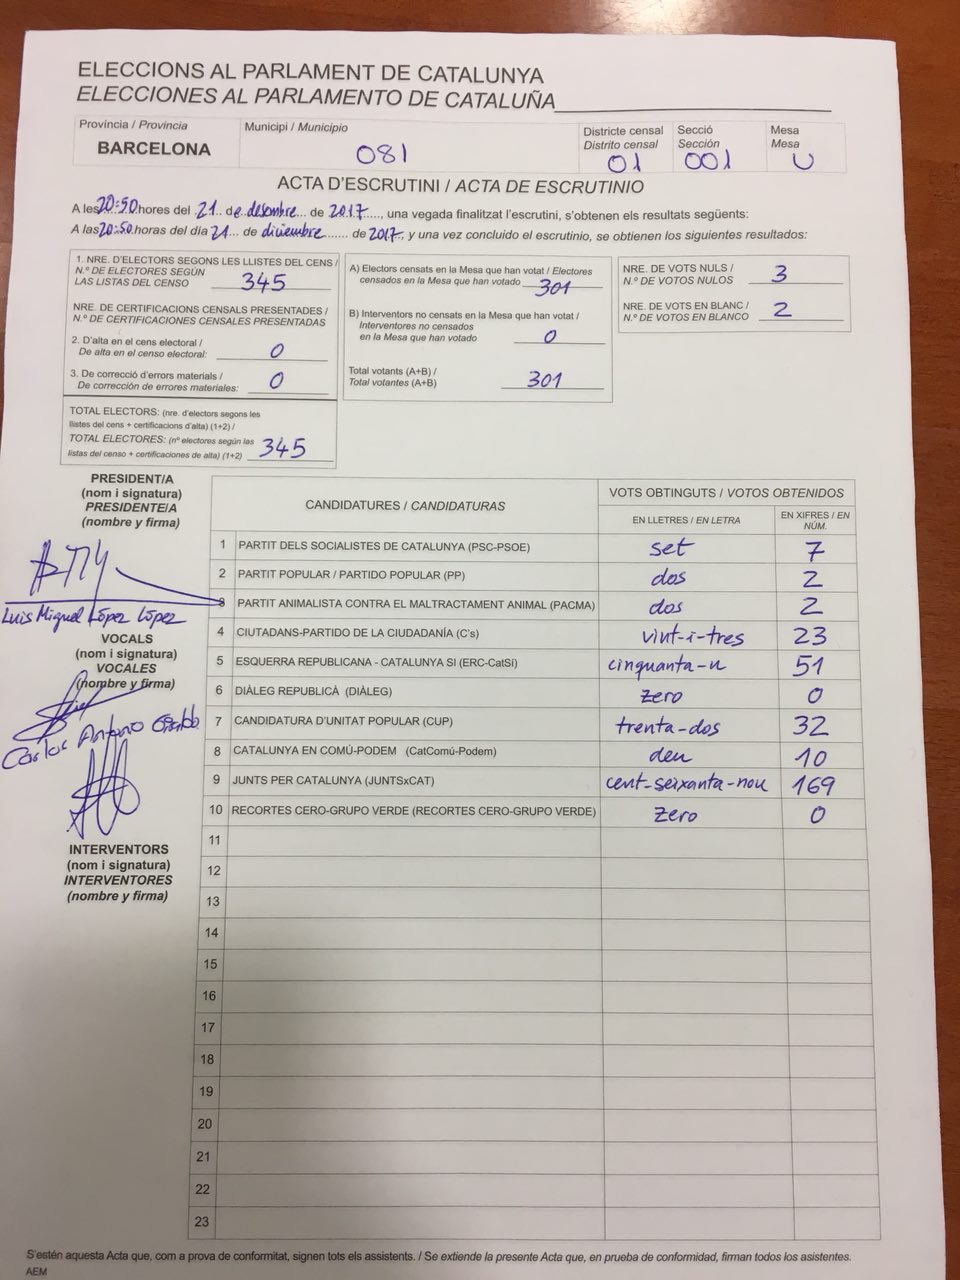 ELECCIONS AL PARLAMENT DE CATALUNYA
ELECCIONES AL PARLAMENTO DE CATALUÑA
Província / Provincia
BARCELONA
Municipi / Municipio
081
Districte censal
Distrito censal
01
Secció
Sección
001
Mesa
Mesa
U
ACTA D'ESCRUTINI / ACTA DE ESCRUTINIO
A les 20:50 hores del 21 de desembre de 2017, una vegada finalitzat l'escrutini, s'obtenen els resultats següents:
A las 20:50 horas del día 21 de diciembre de 2017, y una vez concluido el escrutinio, se obtienen los siguientes resultados:
1. NRE. D'ELECTORS SEGONS LES LLISTES DEL CENS /
N.º DE ELECTORES SEGÚN
LAS LISTAS DEL CENSO 345
NRE. DE CERTIFICACIONS CENSALS PRESENTADES /
N.º DE CERTIFICACIONES CENSALES PRESENTADAS
2. D'alta en el cens electoral /
De alta en el censo electoral: 0
3. De correcció d'errors materials /
De corrección de errores materiales: 0
TOTAL ELECTORS: (nre. d'electors segons les
llistes del cens + certificacions d'alta) (1+2) /
TOTAL ELECTORES: (nº electores según las
listas del censo + certificaciones de alta) (1+2) 345
A) Electors censats en la Mesa que han votat / Electores
censados en la Mesa que han votado 301
B) Interventors no censats en la Mesa que han votat /
Interventores no censados
en la Mesa que han votado 0
Total votants (A+B) /
Total votantes (A+B) 301
NRE. DE VOTS NULS /
N.º DE VOTOS NULOS 3
NRE. DE VOTS EN BLANC /
N.º DE VOTOS EN BLANCO 2
PRESIDENT/A
(nom i signatura)
PRESIDENTE/A
(nombre y firma)
Luis Miguel López López
VOCALS
(nom i signatura)
VOCALES
(nombre y firma)
Carlos Antonio
INTERVENTORS
(nom i signatura)
INTERVENTORES
(nombre y firma)
CANDIDATURES / CANDIDATURAS
VOTS OBTINGUTS / VOTOS OBTENIDOS
EN LLETRES / EN LETRA
EN XIFRES / EN
NÚM.
1 PARTIT DELS SOCIALISTES DE CATALUNYA (PSC-PSOE) set 7
2 PARTIT POPULAR / PARTIDO POPULAR (PP) dos 2
3 PARTIT ANIMALISTA CONTRA EL MALTRACTAMENT ANIMAL (PACMA) dos 2
4 CIUTADANS-PARTIDO DE LA CIUDADANÍA (C's) vint-i-tres 23
5 ESQUERRA REPUBLICANA - CATALUNYA SI (ERC-CatSí) cinquanta-u 51
6 DIÀLEG REPUBLICÀ (DIÀLEG) zero 0
7 CANDIDATURA D'UNITAT POPULAR (CUP) trenta-dos 32
8 CATALUNYA EN COMÚ-PODEM (CatComú-Podem) deu 10
9 JUNTS PER CATALUNYA (JUNTSxCAT) cent-seixanta-nou 169
10 RECORTES CERO-GRUPO VERDE (RECORTES CERO-GRUPO VERDE) zero 0
11
12
13
14
15
16
17
18
19
20
21
22
23
S'estén aquesta Acta que, com a prova de conformitat, signen tots els assistents. / Se extiende la presente Acta que, en prueba de conformidad, firman todos los asistentes.
AEM